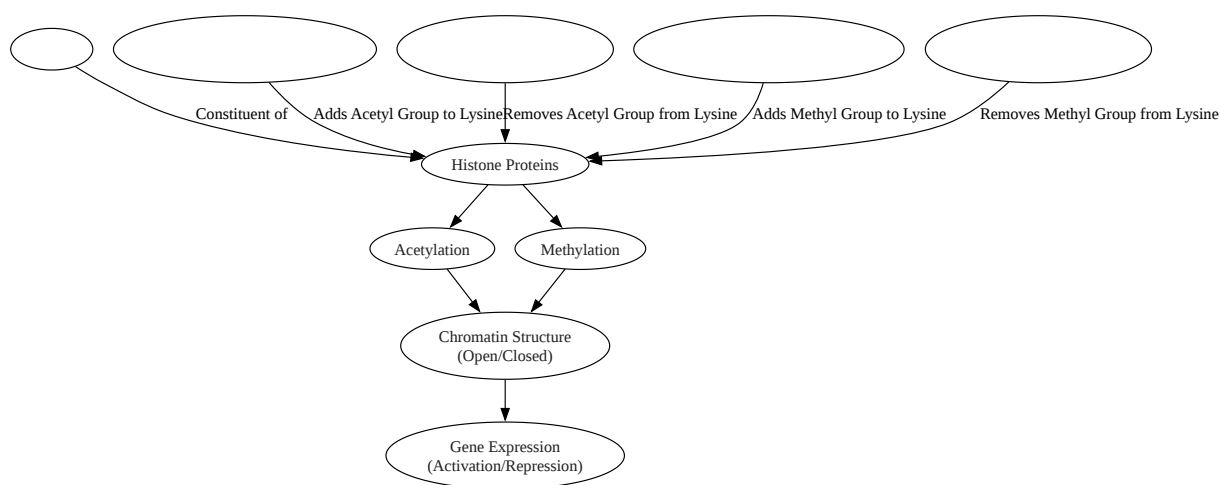 Constituent of
Adds Acetyl Group to Lysine
Removes Acetyl Group from Lysine
Adds Methyl Group to Lysine
Removes Methyl Group from Lysine
Histone Proteins
Acetylation
Methylation
Chromatin Structure
(Open/Closed)
Gene Expression
(Activation/Repression)